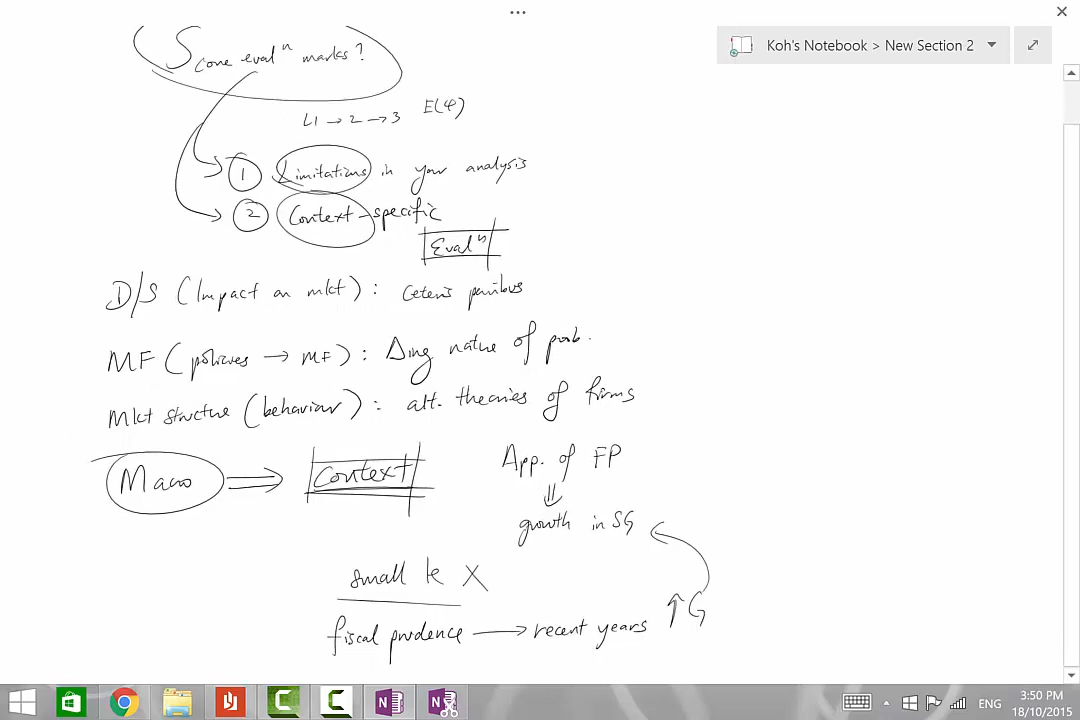 Koh's Notebook > New Section 2
Score evalⁿ marks?
L1 → 2 → 3 E(4)
① Limitations in your analysis
② Context-specific
Evalⁿ
D/S (Impact on mkt): ceteris paribus
MF (policies → MF): Δing nature of prob.
Mkt structure (behaviour): alt. theories of firms
Macro ⇒ Context
App. of FP
⇓
growth in SG
small k X
fiscal prudence → recent years ↑G
ENG
3:50 PM
18/10/2015